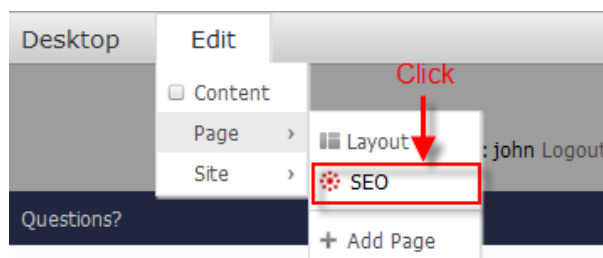 Desktop Edit
Click
Content
Page > Layout
: john Logout
Site > SEO
Questions?
+ Add Page